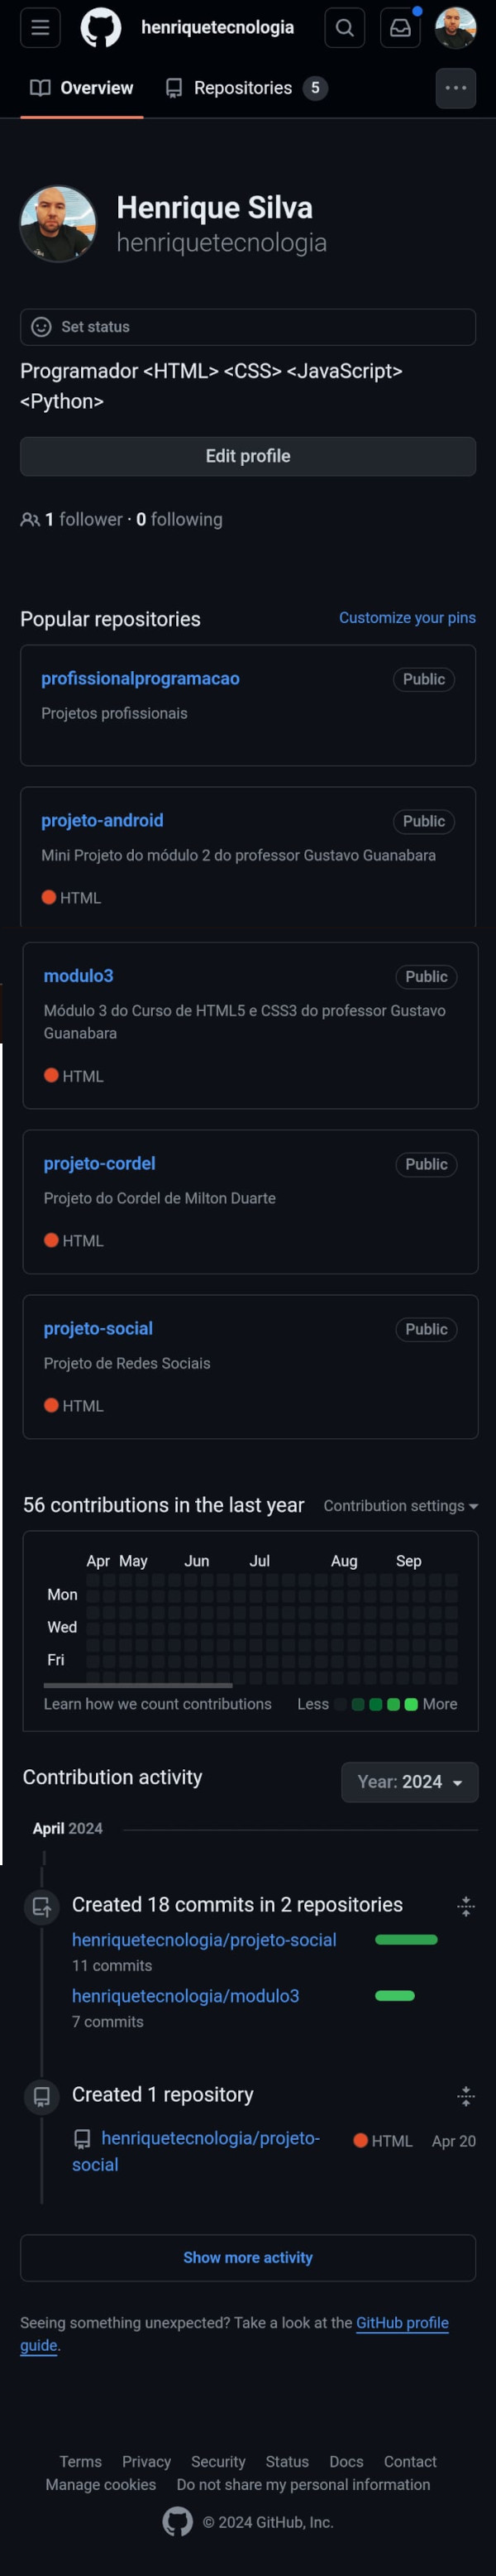 henriquetecnologia
Overview
Repositories 5
Henrique Silva
henriquetecnologia
Set status
Programador <HTML> <CSS> <JavaScript>
<Python>
Edit profile
1 follower · 0 following
Popular repositories
Customize your pins
profissionalprogramacao
Public
Projetos profissionais
projeto-android
Public
Mini Projeto do módulo 2 do professor Gustavo Guanabara
HTML
modulo3
Public
Módulo 3 do Curso de HTML5 e CSS3 do professor Gustavo
Guanabara
HTML
projeto-cordel
Public
Projeto do Cordel de Milton Duarte
HTML
projeto-social
Public
Projeto de Redes Sociais
HTML
56 contributions in the last year
Contribution settings
Apr May Jun Jul Aug Sep
Mon
Wed
Fri
Learn how we count contributions
Less More
Contribution activity
Year: 2024
April 2024
Created 18 commits in 2 repositories
henriquetecnologia/projeto-social
11 commits
henriquetecnologia/modulo3
7 commits
Created 1 repository
henriquetecnologia/projeto-
social
HTML Apr 20
Show more activity
Seeing something unexpected? Take a look at the GitHub profile
guide.
Terms Privacy Security Status Docs Contact
Manage cookies Do not share my personal information
© 2024 GitHub, Inc.